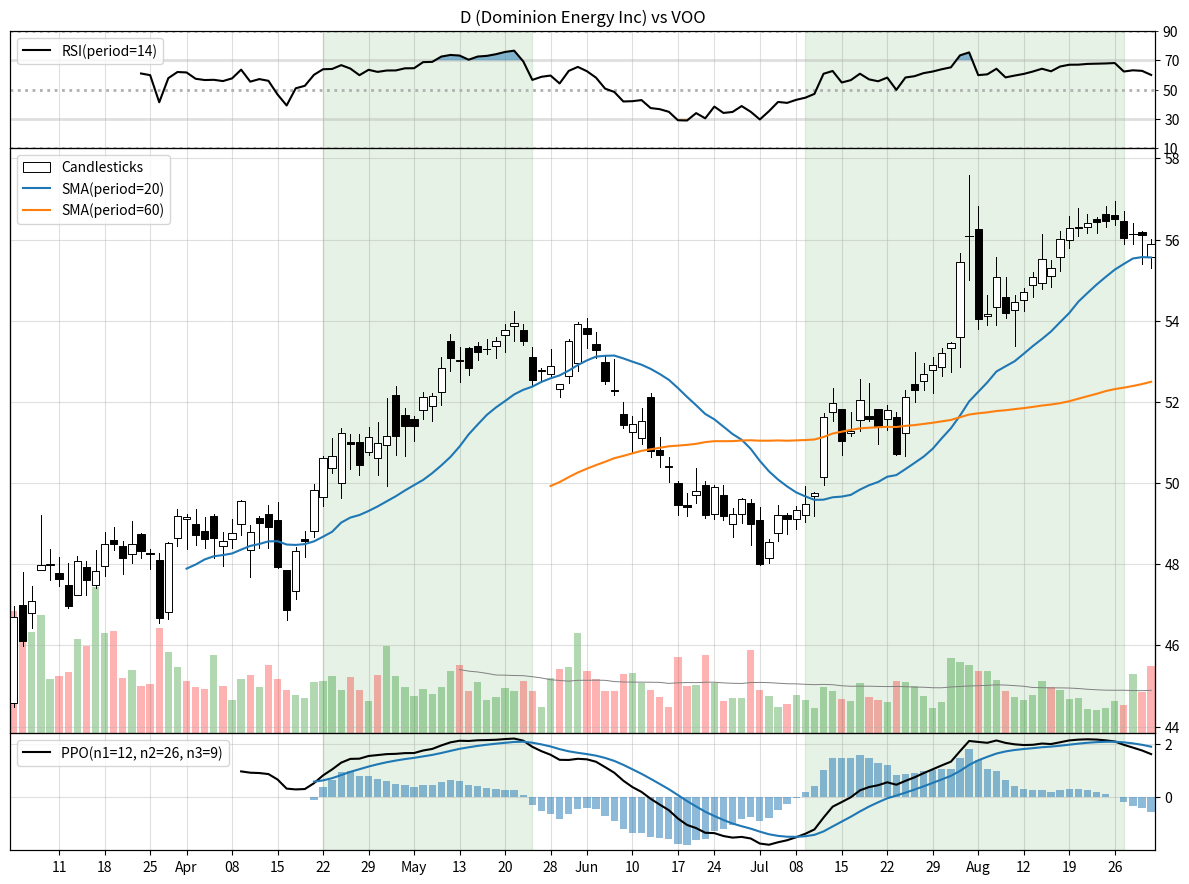 D (Dominion Energy Inc) vs VOO
RSI(period=14)
90
70
50
30
10
Candlesticks
SMA(period=20)
SMA(period=60)
58
56
54
52
50
48
46
44
PPO(n1=12, n2=26, n3=9)
2
0
11 18 25 Apr 08 15 22 29 May 13 20 28 Jun 10 17 24 Jul 08 15 22 29 Aug 12 19 26